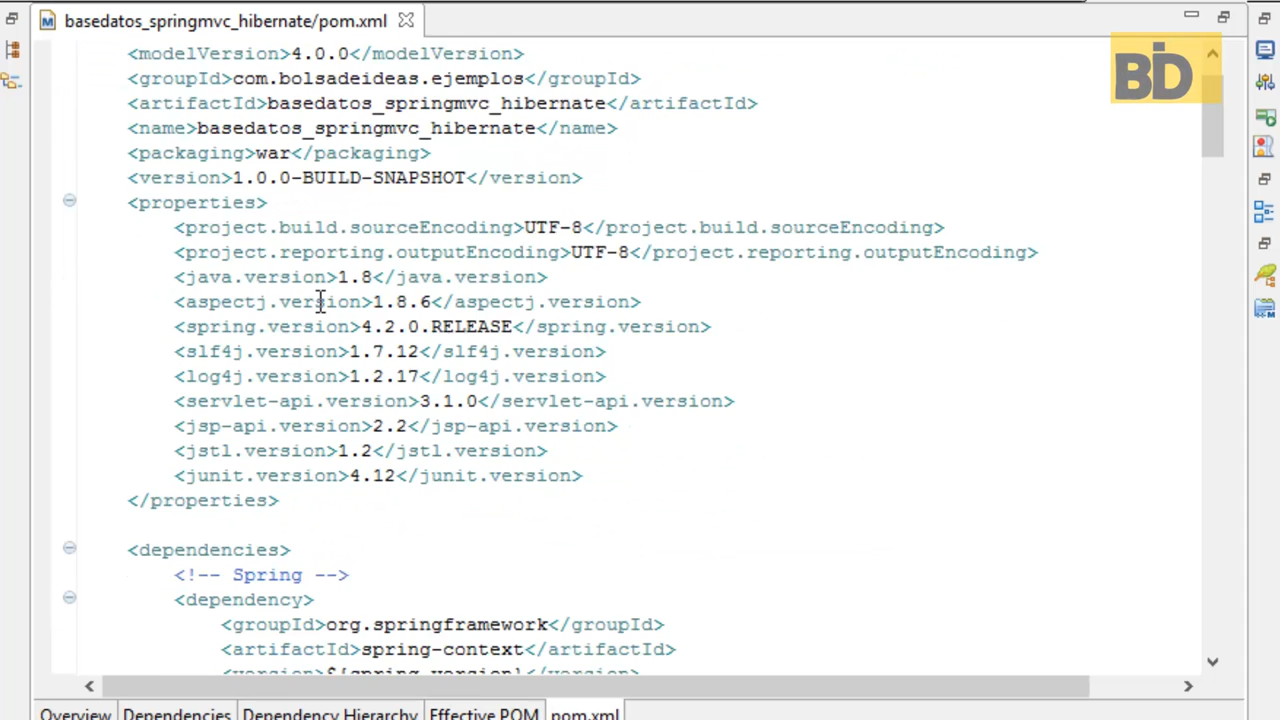 basedatos_springmvc_hibernate/pom.xml
BD
<modelVersion>4.0.0</modelVersion>
<groupId>com.bolsadeideas.ejemplos</groupId>
<artifactId>basedatos_springmvc_hibernate</artifactId>
<name>basedatos_springmvc_hibernate</name>
<packaging>war</packaging>
<version>1.0.0-BUILD-SNAPSHOT</version>
<properties>
<project.build.sourceEncoding>UTF-8</project.build.sourceEncoding>
<project.reporting.outputEncoding>UTF-8</project.reporting.outputEncoding>
<java.version>1.8</java.version>
<aspectj.version>1.8.6</aspectj.version>
<spring.version>4.2.0.RELEASE</spring.version>
<slf4j.version>1.7.12</slf4j.version>
<log4j.version>1.2.17</log4j.version>
<servlet-api.version>3.1.0</servlet-api.version>
<jsp-api.version>2.2</jsp-api.version>
<jstl.version>1.2</jstl.version>
<junit.version>4.12</junit.version>
</properties>
<dependencies>
<!-- Spring -->
<dependency>
<groupId>org.springframework</groupId>
<artifactId>spring-context</artifactId>
<version>${spring.version}</version>
Overview Dependencies Dependency Hierarchy Effective POM pom.xml